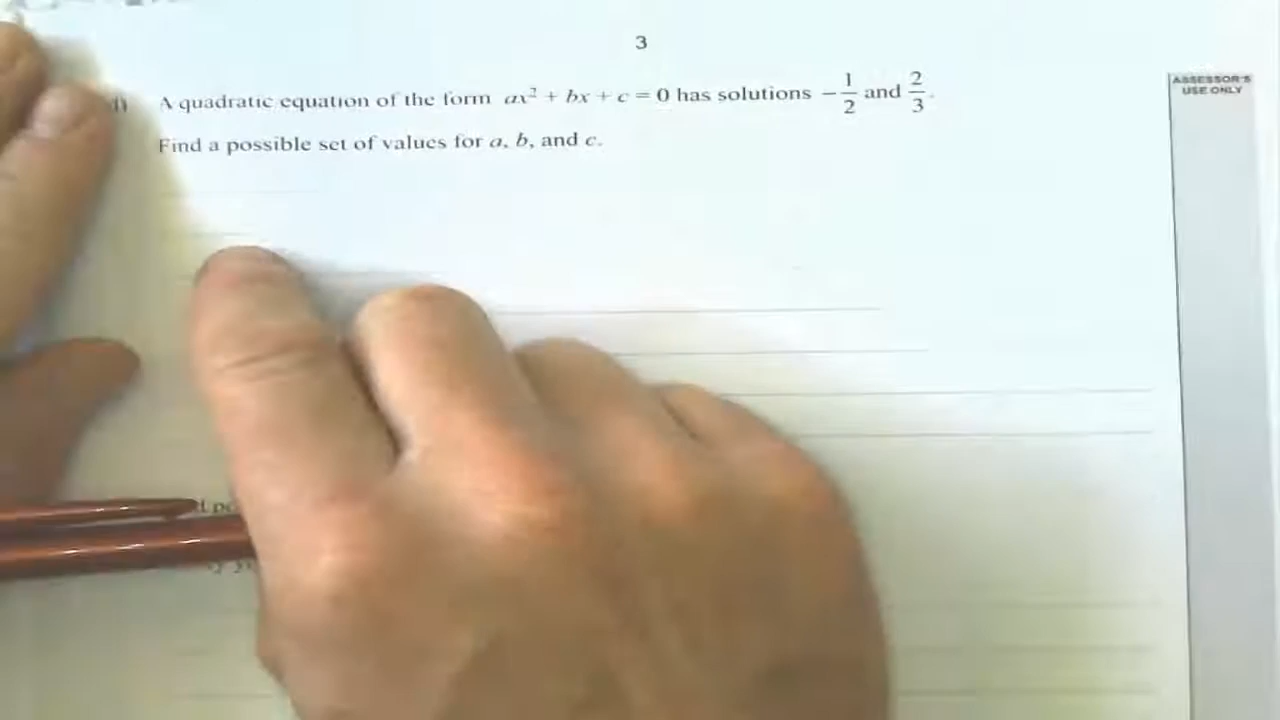 3
A quadratic equation of the form ax² + bx + c = 0 has solutions −1/2 and 2/3.
Find a possible set of values for a, b, and c.
ASSESSOR'S
USE ONLY